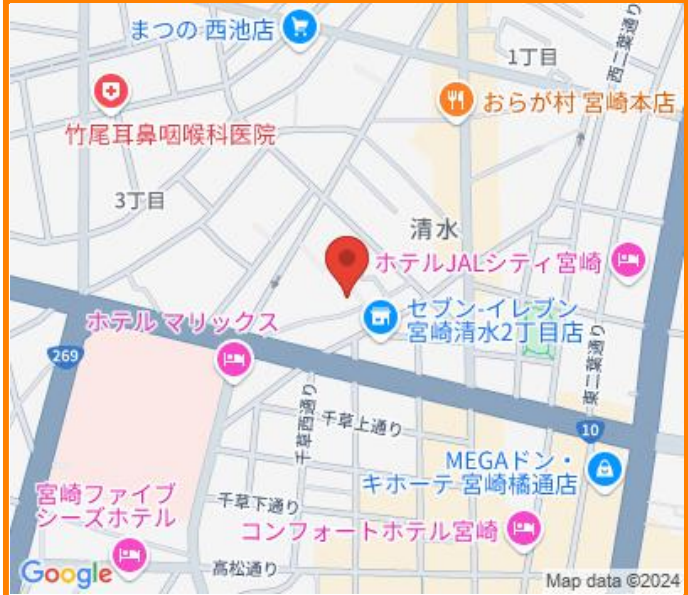 まつの 西池店
1丁目
西二葉通り
おらが村 宮崎本店
竹尾耳鼻咽喉科医院
3丁目
清水
ホテルJALシティ宮崎
セブン-イレブン
宮崎清水2丁目店
ホテル マリックス
269
東二葉通り
千草西通り
千草上通り
10
MEGAドン・
キホーテ 宮崎橘通店
宮崎ファイブ
シーズホテル
千草下通り
コンフォートホテル宮崎
高松通り
Google
Map data ©2024